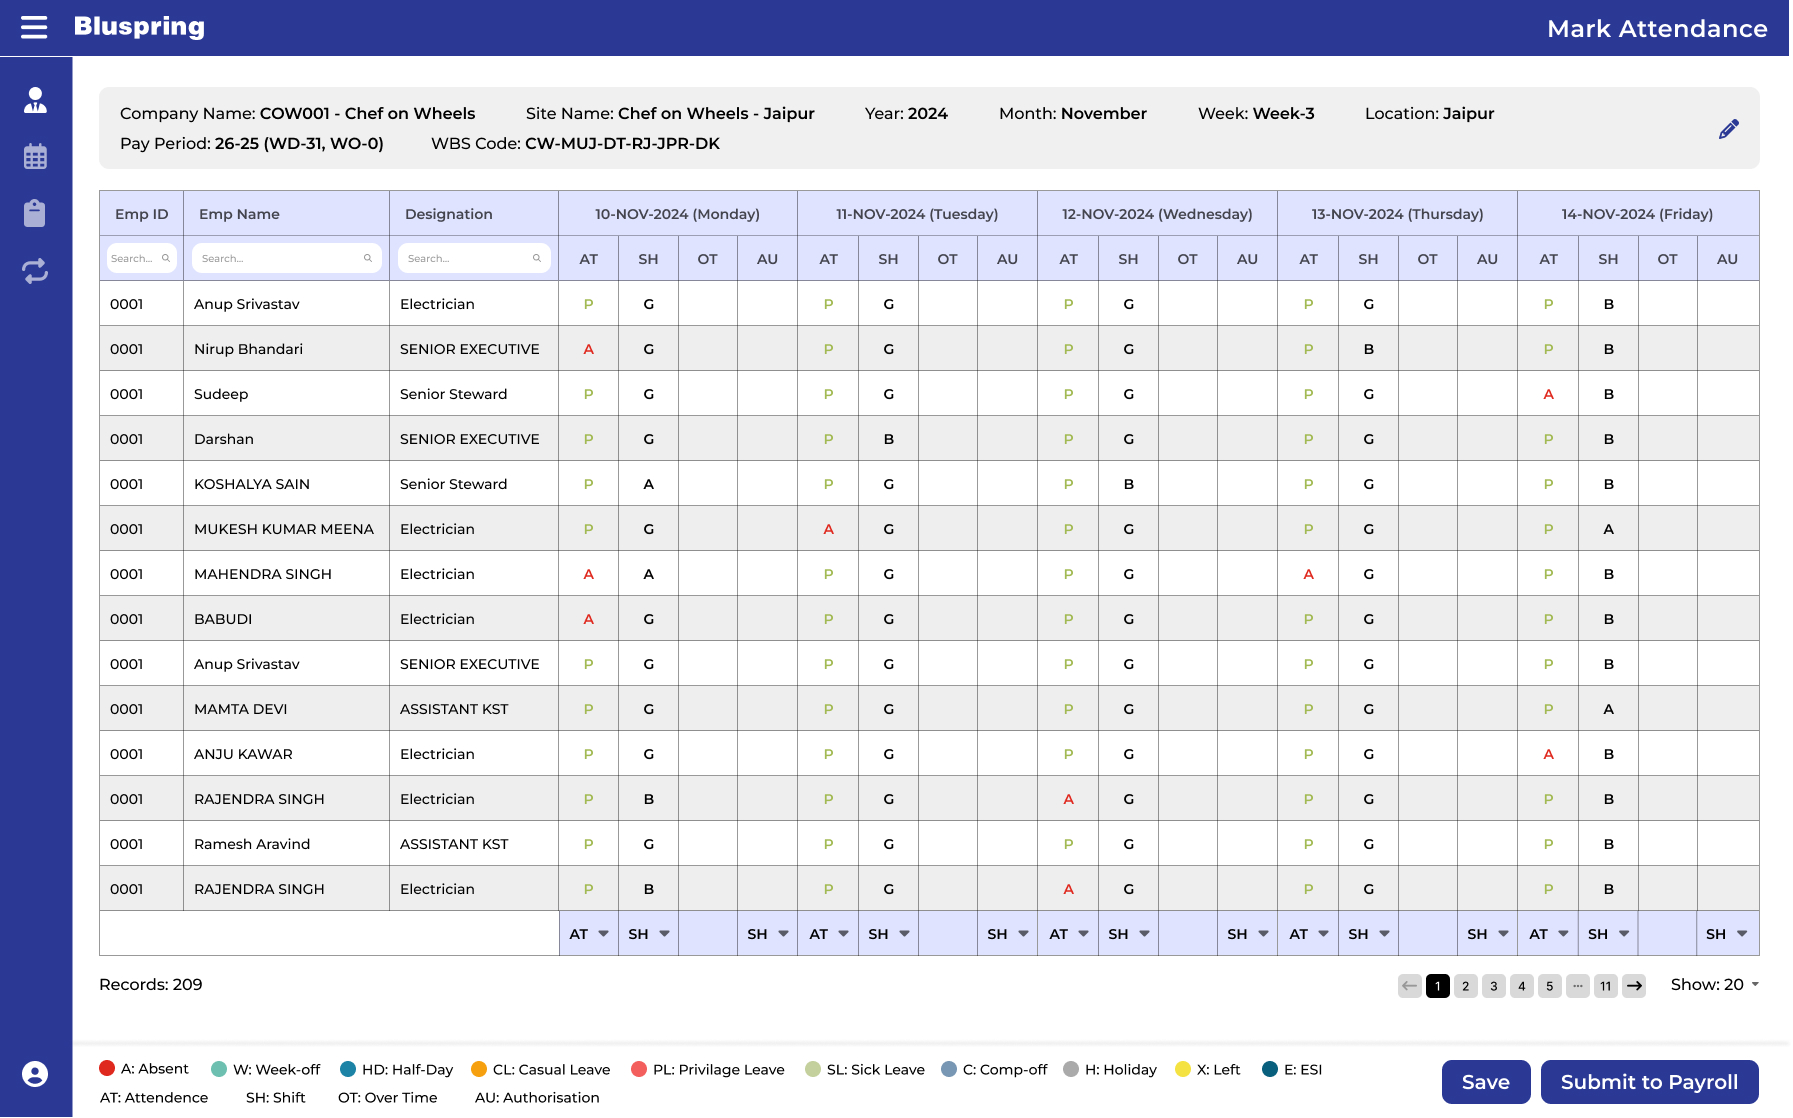 Bluspring
Mark Attendance
Company Name: COW001 - Chef on Wheels Site Name: Chef on Wheels - Jaipur Year: 2024 Month: November Week: Week-3 Location: Jaipur
Pay Period: 26-25 (WD-31, WO-0) WBS Code: CW-MUJ-DT-RJ-JPR-DK
Emp ID Emp Name Designation 10-NOV-2024 (Monday) 11-NOV-2024 (Tuesday) 12-NOV-2024 (Wednesday) 13-NOV-2024 (Thursday) 14-NOV-2024 (Friday)
Search... Search... Search... AT SH OT AU AT SH OT AU AT SH OT AU AT SH OT AU AT SH OT AU
0001 Anup Srivastav Electrician P G P G P G P G P B
0001 Nirup Bhandari SENIOR EXECUTIVE A G P G P G P B P B
0001 Sudeep Senior Steward P G P G P G P G A B
0001 Darshan SENIOR EXECUTIVE P G P B P G P G P B
0001 KOSHALYA SAIN Senior Steward P A P G P B P G P B
0001 MUKESH KUMAR MEENA Electrician P G A G P G P G P A
0001 MAHENDRA SINGH Electrician A A P G P G A G P B
0001 BABUDI Electrician A G P G P G P G P B
0001 Anup Srivastav SENIOR EXECUTIVE P G P G P G P G P B
0001 MAMTA DEVI ASSISTANT KST P G P G P G P G P A
0001 ANJU KAWAR Electrician P G P G P G P G A B
0001 RAJENDRA SINGH Electrician P B P G A G P G P B
0001 Ramesh Aravind ASSISTANT KST P G P G P G P G P B
0001 RAJENDRA SINGH Electrician P B P G A G P G P B
AT SH SH AT SH SH AT SH SH AT SH SH AT SH SH
Records: 209 1 2 3 4 5 ... 11 Show: 20
A: Absent W: Week-off HD: Half-Day CL: Casual Leave PL: Privilage Leave SL: Sick Leave C: Comp-off H: Holiday X: Left E: ESI
AT: Attendence SH: Shift OT: Over Time AU: Authorisation
Save Submit to Payroll